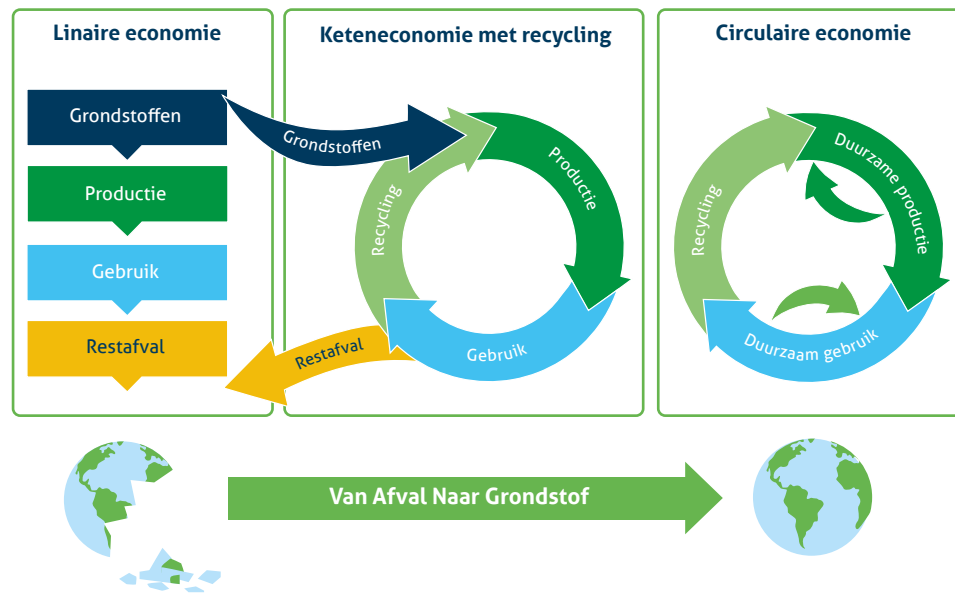 Linaire economie
Grondstoffen
Productie
Gebruik
Restafval
Keteneconomie met recycling
Grondstoffen
Productie
Recycling
Gebruik
Restafval
Circulaire economie
Duurzame productie
Recycling
Duurzaam gebruik
Van Afval Naar Grondstof